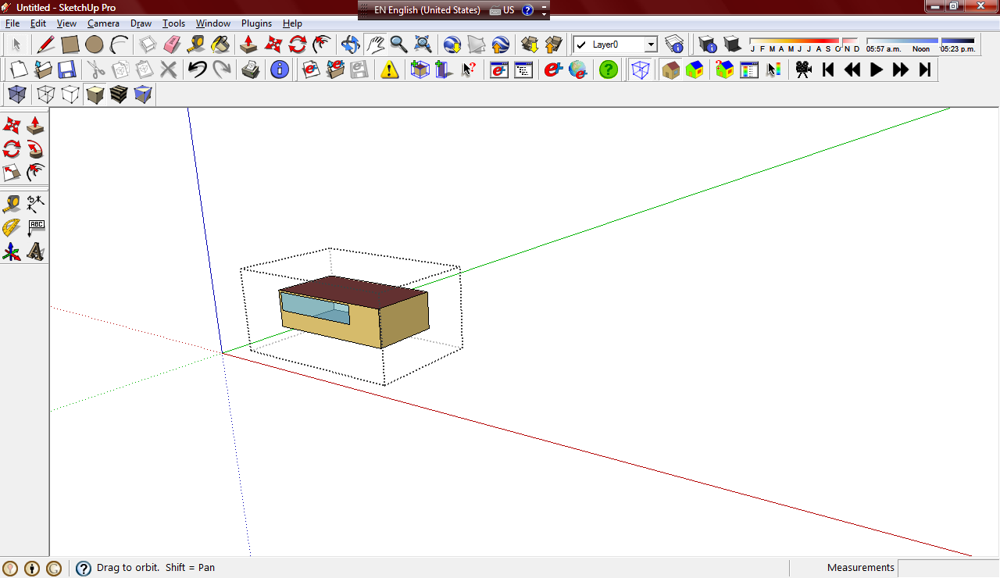 Untitled - SketchUp Pro
EN English (United States) US ?
File Edit View Camera Draw Tools Window Plugins Help
Layer0
J F M A M J J A S O N D 05:57 a.m. Noon 05:23 p.m.
ABC
? Drag to orbit. Shift = Pan
Measurements